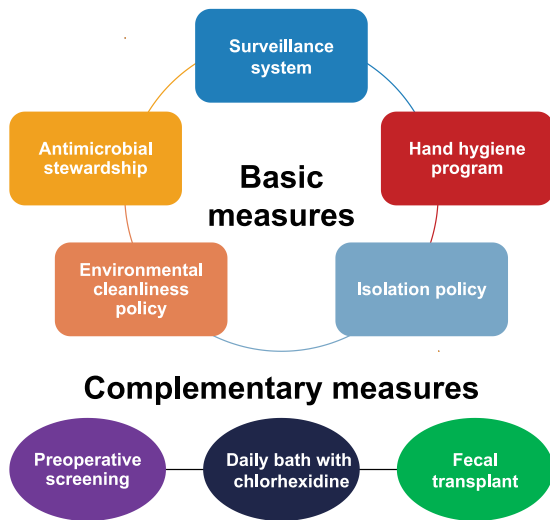 Surveillance
system
Antimicrobial
stewardship
Hand hygiene
program
Basic
measures
Environmental
cleanliness
policy
Isolation policy
Complementary measures
Preoperative
screening
Daily bath with
chlorhexidine
Fecal
transplant